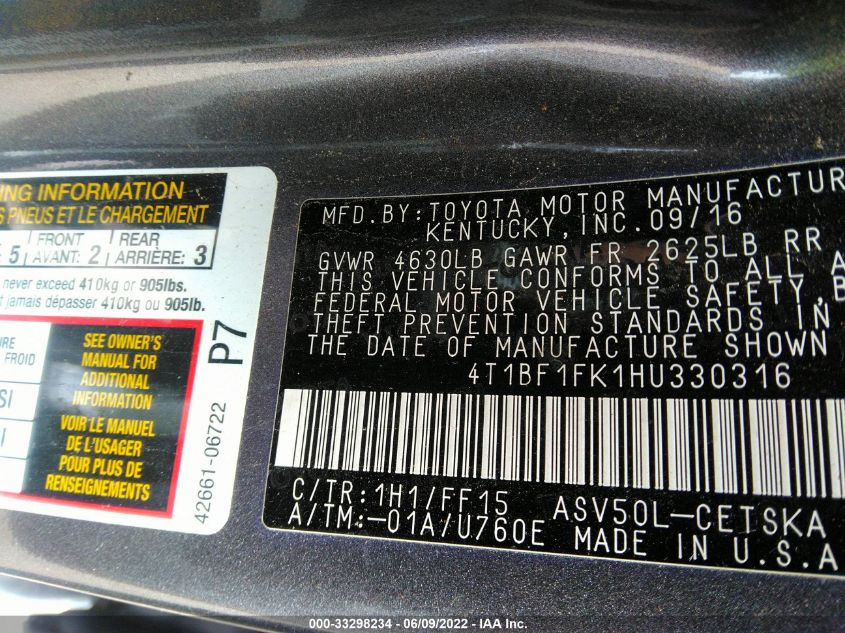 ING INFORMATION
S PNEUS ET LE CHARGEMENT
5 FRONT AVANT: 2 REAR ARRIÈRE: 3
never exceed 410kg or 905lbs.
t jamais dépasser 410kg ou 905lb.
URE
FROID
SI
I
SEE OWNER'S
MANUAL FOR
ADDITIONAL
INFORMATION
VOIR LE MANUEL
DE L'USAGER
POUR PLUS DE
RENSEIGNEMENTS
P7
42661-06722
MFD.BY:TOYOTA MOTOR MANUFACTUR
KENTUCKY,INC.09/16
GVWR 4630LB GAWR FR 2625LB RR
THIS VEHICLE CONFORMS TO ALL A
FEDERAL MOTOR VEHICLE SAFETY,B
THEFT PREVENTION STANDARDS IN
THE DATE OF MANUFACTURE SHOWN
4T1BF1FK1HU330316
C/TR:1H1/FF15 ASV50L-CETSKA
A/TM:-01A/U760E MADE IN U.S.A
000-33298234 - 06/09/2022 - IAA Inc.